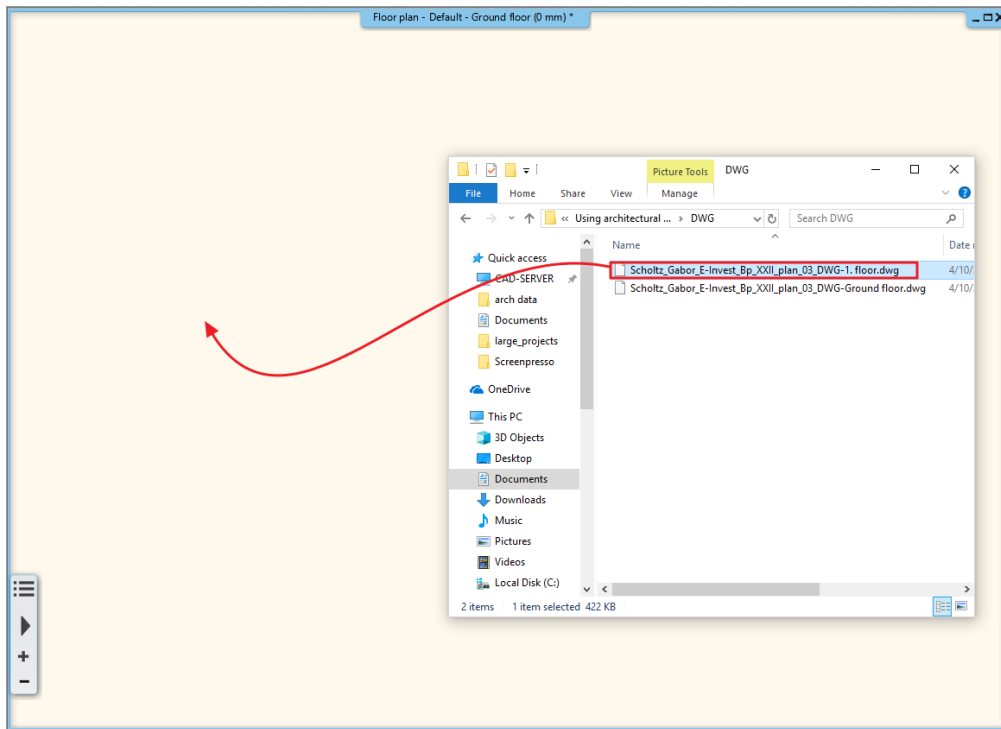 Floor plan - Default - Ground floor (0 mm) *
Picture Tools DWG
File Home Share View Manage
« Using architectural ... › DWG Search DWG
Name Date
Quick access
CAD-SERVER
arch data
Documents
large_projects
Screenpresso
OneDrive
This PC
3D Objects
Desktop
Documents
Downloads
Music
Pictures
Videos
Local Disk (C:)
Scholtz_Gabor_E-Invest_Bp_XXII_plan_03_DWG-1. floor.dwg 4/10/
Scholtz_Gabor_E-Invest_Bp_XXII_plan_03_DWG-Ground floor.dwg 4/10/
2 items 1 item selected 422 KB